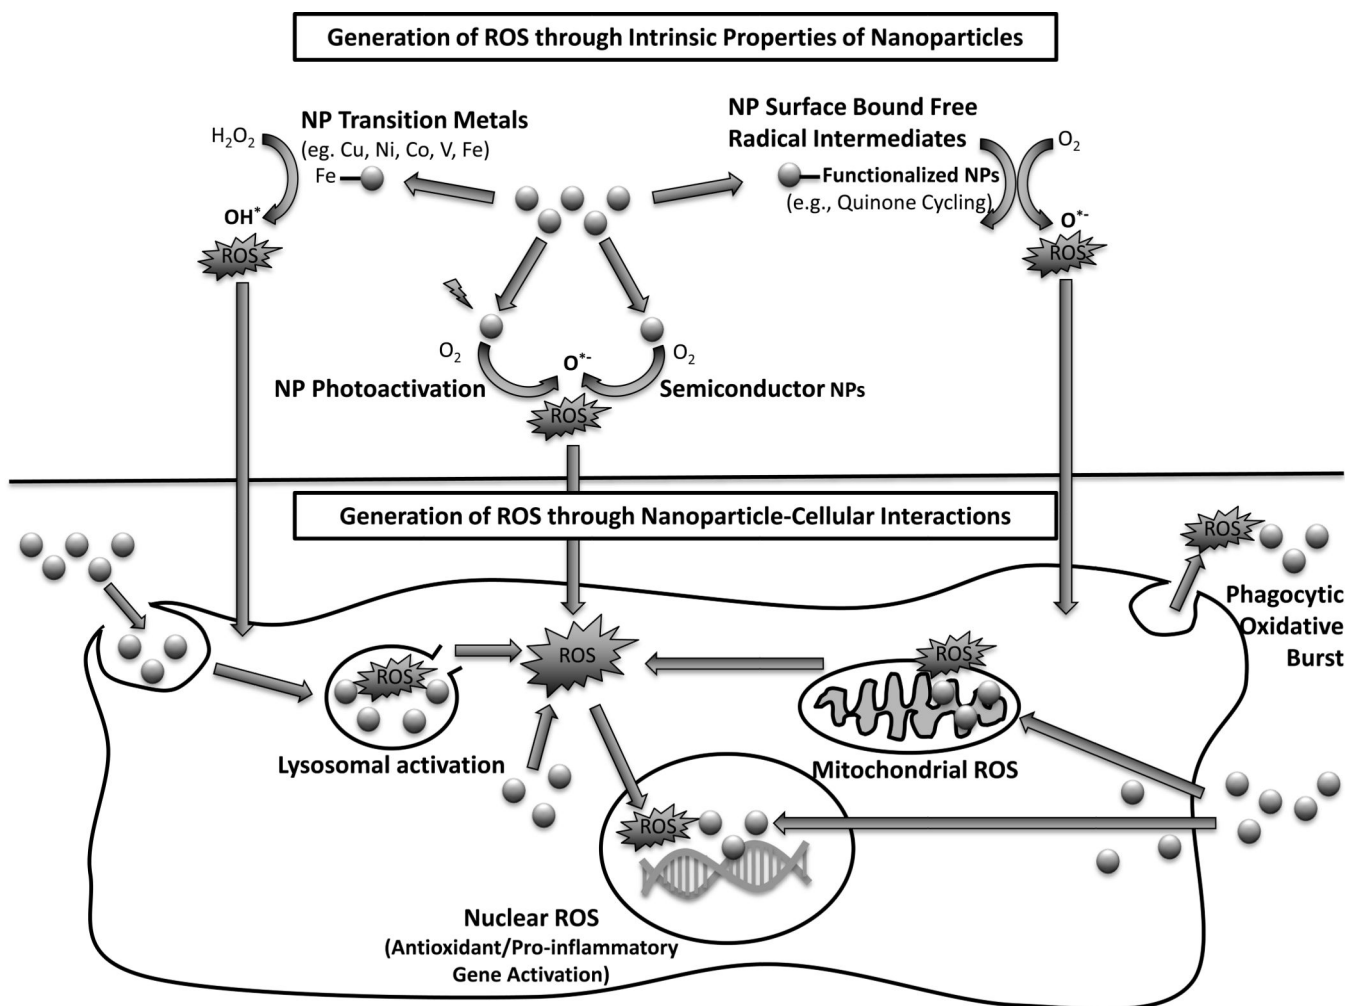 Generation of ROS through Intrinsic Properties of Nanoparticles
NP Transition Metals
(eg. Cu, Ni, Co, V, Fe)
H₂O₂
Fe
OH*
ROS
NP Surface Bound Free
Radical Intermediates
O₂
Functionalized NPs
(e.g., Quinone Cycling)
O*-
ROS
O₂
O*-
O₂
NP Photoactivation
Semiconductor NPs
ROS
Generation of ROS through Nanoparticle-Cellular Interactions
ROS
Phagocytic
Oxidative
Burst
ROS
ROS
ROS
Lysosomal activation
Mitochondrial ROS
ROS
Nuclear ROS
(Antioxidant/Pro-inflammatory
Gene Activation)